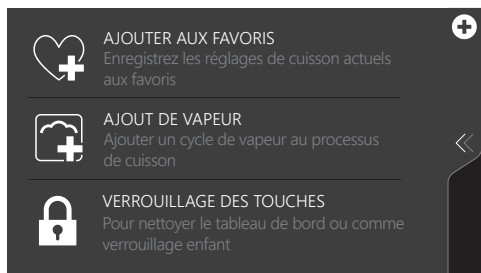 AJOUTER AUX FAVORIS
Enregistrez les réglages de cuisson actuels
aux favoris
AJOUT DE VAPEUR
Ajouter un cycle de vapeur au processus
de cuisson
VERROUILLAGE DES TOUCHES
Pour nettoyer le tableau de bord ou comme
verrouillage enfant